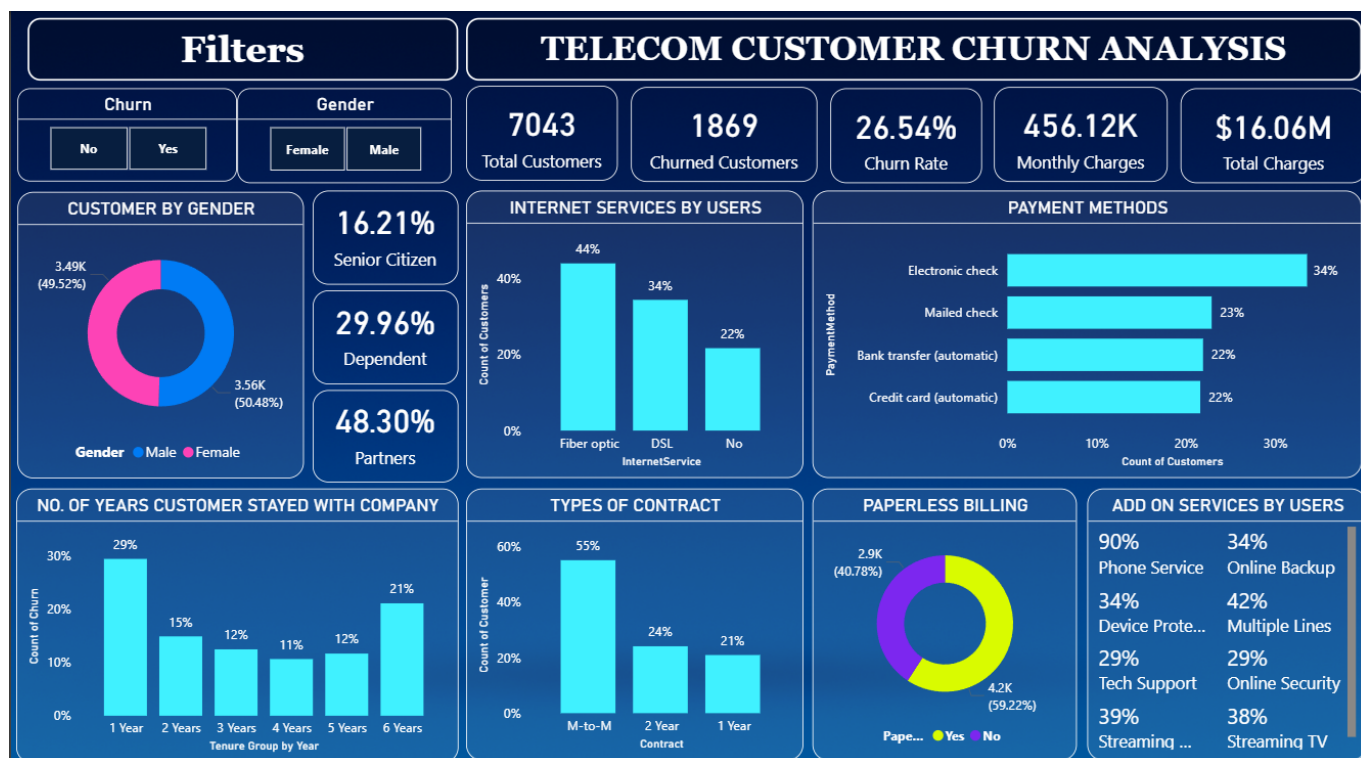 Filters
TELECOM CUSTOMER CHURN ANALYSIS
Churn
No
Yes
Gender
Female
Male
7043
Total Customers
1869
Churned Customers
26.54%
Churn Rate
456.12K
Monthly Charges
$16.06M
Total Charges
CUSTOMER BY GENDER
3.49K
(49.52%)
3.56K
(50.48%)
Gender Male Female
16.21%
Senior Citizen
29.96%
Dependent
48.30%
Partners
INTERNET SERVICES BY USERS
Count of Customers
40%
20%
0%
44%
34%
22%
Fiber optic
DSL
No
InternetService
PAYMENT METHODS
PaymentMethod
Electronic check
34%
Mailed check
23%
Bank transfer (automatic)
22%
Credit card (automatic)
22%
0%
10%
20%
30%
Count of Customers
NO. OF YEARS CUSTOMER STAYED WITH COMPANY
Count of Churn
30%
20%
10%
0%
29%
15%
12%
11%
12%
21%
1 Year
2 Years
3 Years
4 Years
5 Years
6 Years
Tenure Group by Year
TYPES OF CONTRACT
Count of Customer
60%
40%
20%
0%
55%
24%
21%
M-to-M
2 Year
1 Year
Contract
PAPERLESS BILLING
2.9K
(40.78%)
4.2K
(59.22%)
Pape... Yes No
ADD ON SERVICES BY USERS
90%
Phone Service
34%
Online Backup
34%
Device Prote...
42%
Multiple Lines
29%
Tech Support
29%
Online Security
39%
Streaming ...
38%
Streaming TV